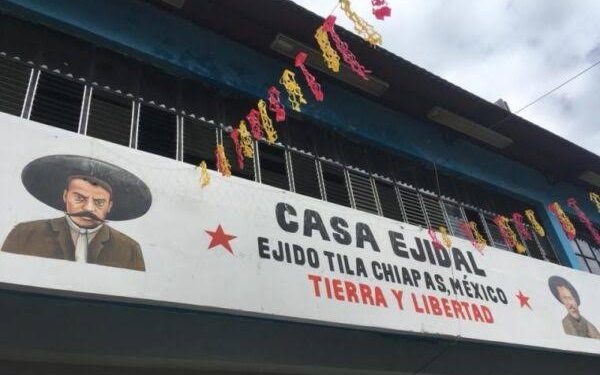 CASA EJIDAL
EJIDO TILA CHIAPAS, MÉXICO
TIERRA Y LIBERTAD